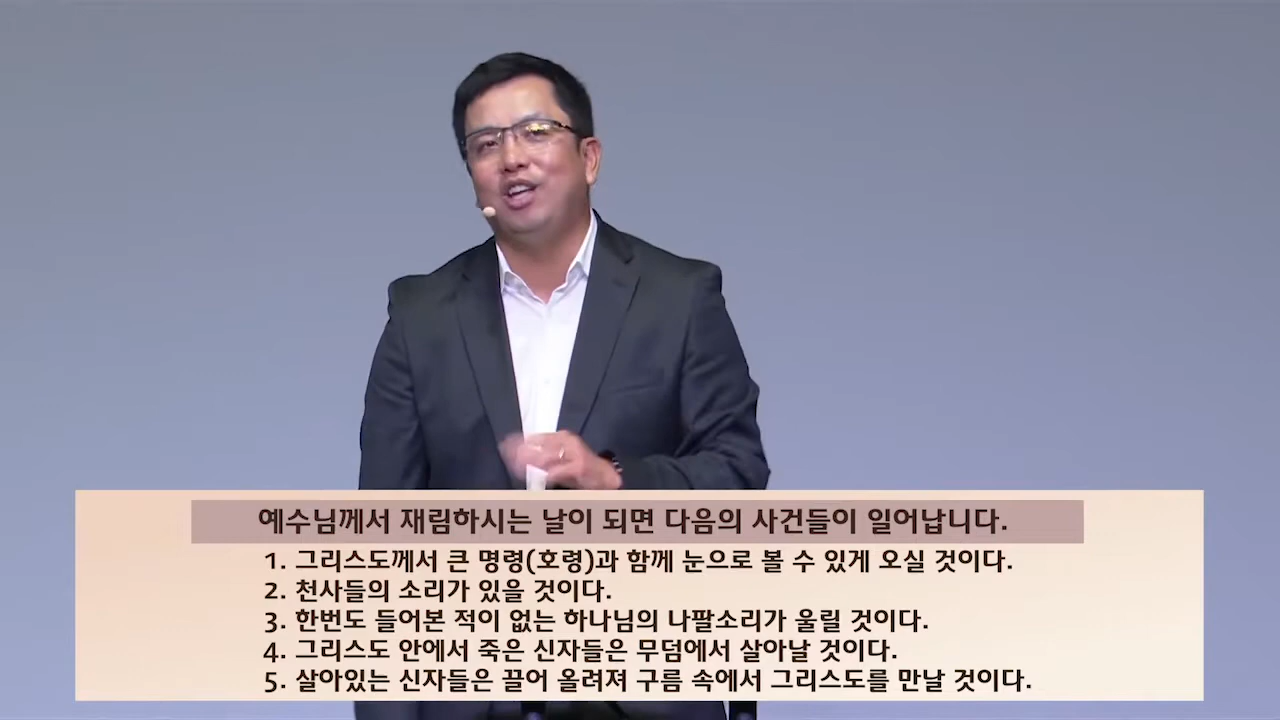 예수님께서 재림하시는 날이 되면 다음의 사건들이 일어납니다.
1. 그리스도께서 큰 명령(호령)과 함께 눈으로 볼 수 있게 오실 것이다.
2. 천사들의 소리가 있을 것이다.
3. 한번도 들어본 적이 없는 하나님의 나팔소리가 울릴 것이다.
4. 그리스도 안에서 죽은 신자들은 무덤에서 살아날 것이다.
5. 살아있는 신자들은 끌어 올려져 구름 속에서 그리스도를 만날 것이다.